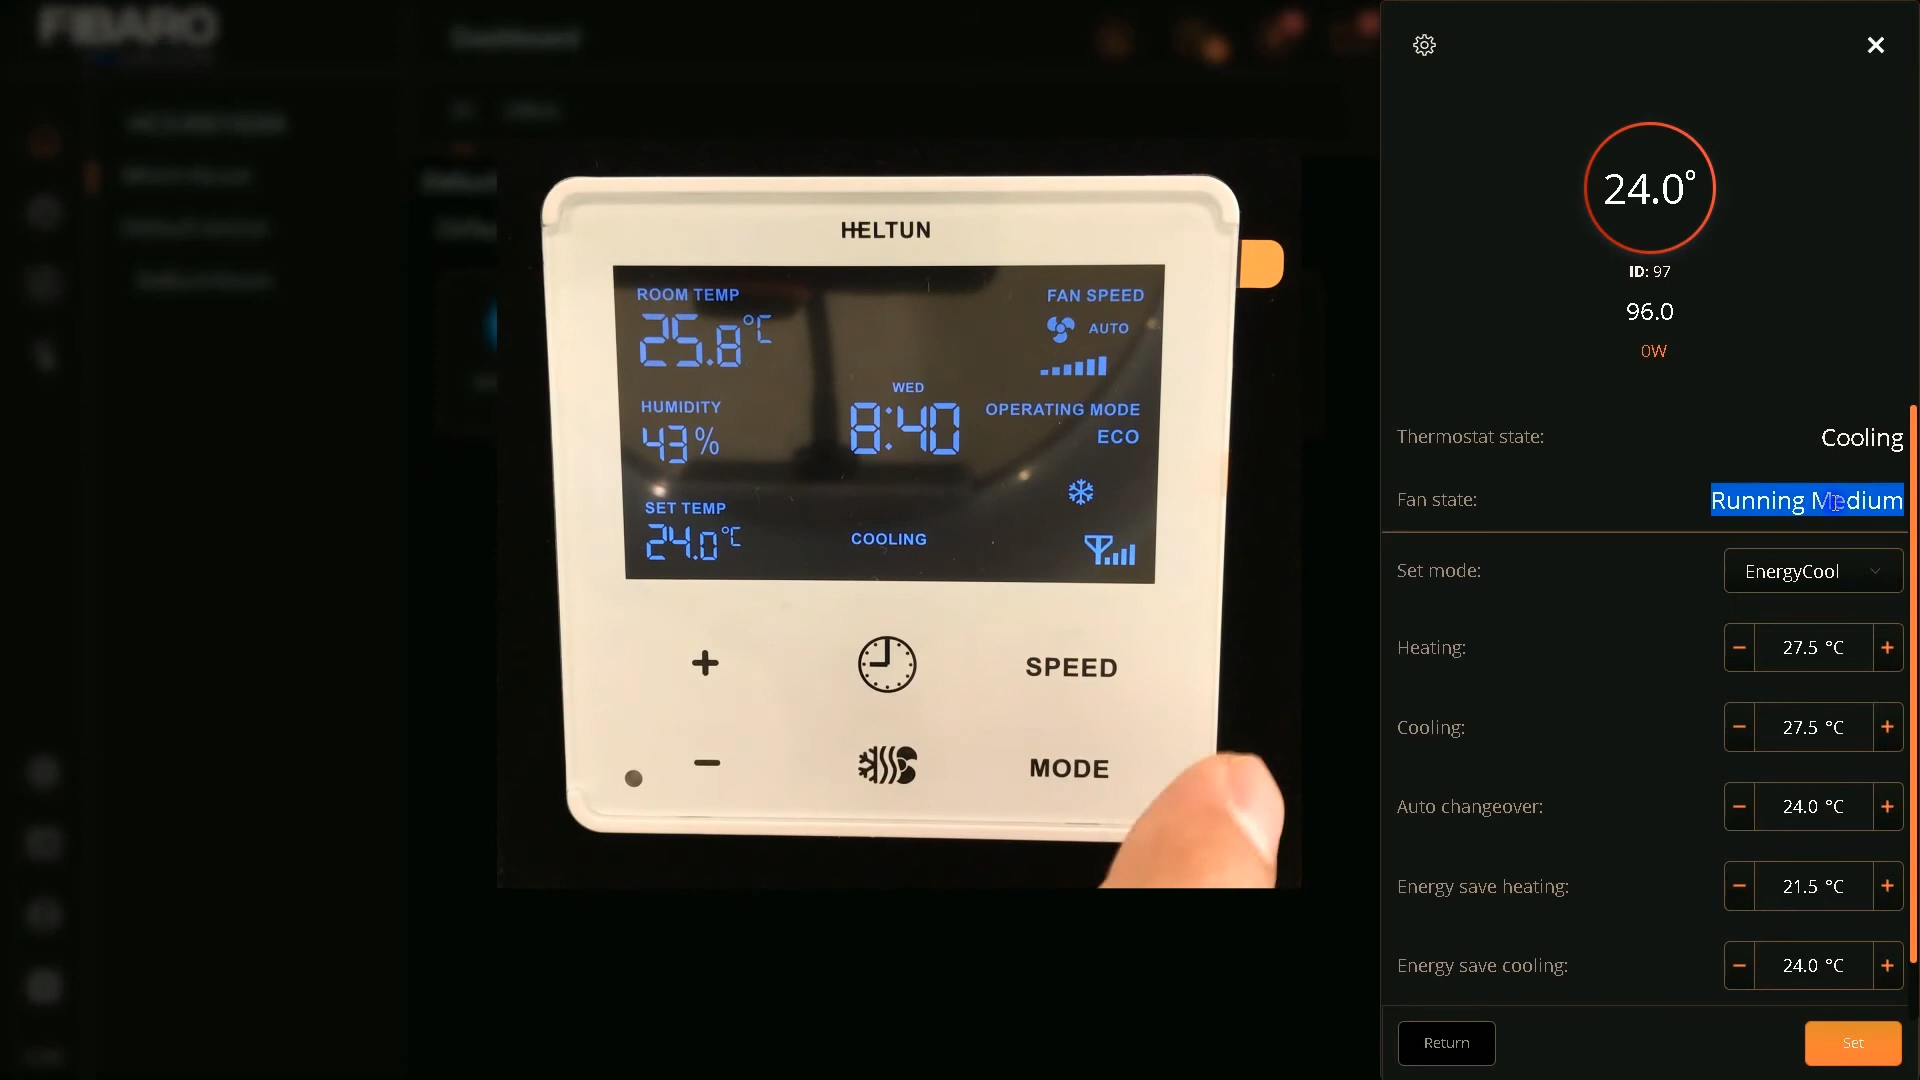 FIBARO
Dashboard
24.0°
ID: 97
96.0
0W
HELTUN
ROOM TEMP
25.8°C
FAN SPEED
AUTO
HUMIDITY
43%
WED
8:40
OPERATING MODE
ECO
SET TEMP
24.0°C
COOLING
+
SPEED
−
MODE
Thermostat state: Cooling
Fan state: Running Medium
Set mode: EnergyCool
Heating: − 27.5 °C +
Cooling: − 27.5 °C +
Auto changeover: − 24.0 °C +
Energy save heating: − 21.5 °C +
Energy save cooling: − 24.0 °C +
Return
Set